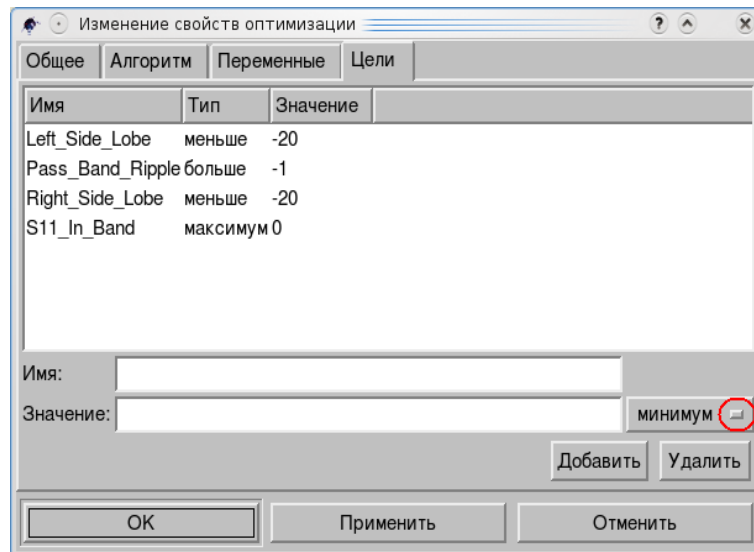 Изменение свойств оптимизации ?
Общее Алгоритм Переменные Цели
Имя Тип Значение
Left_Side_Lobe меньше -20
Pass_Band_Ripple больше -1
Right_Side_Lobe меньше -20
S11_In_Band максимум 0
Имя:
Значение: минимум
Добавить Удалить
OK Применить Отменить